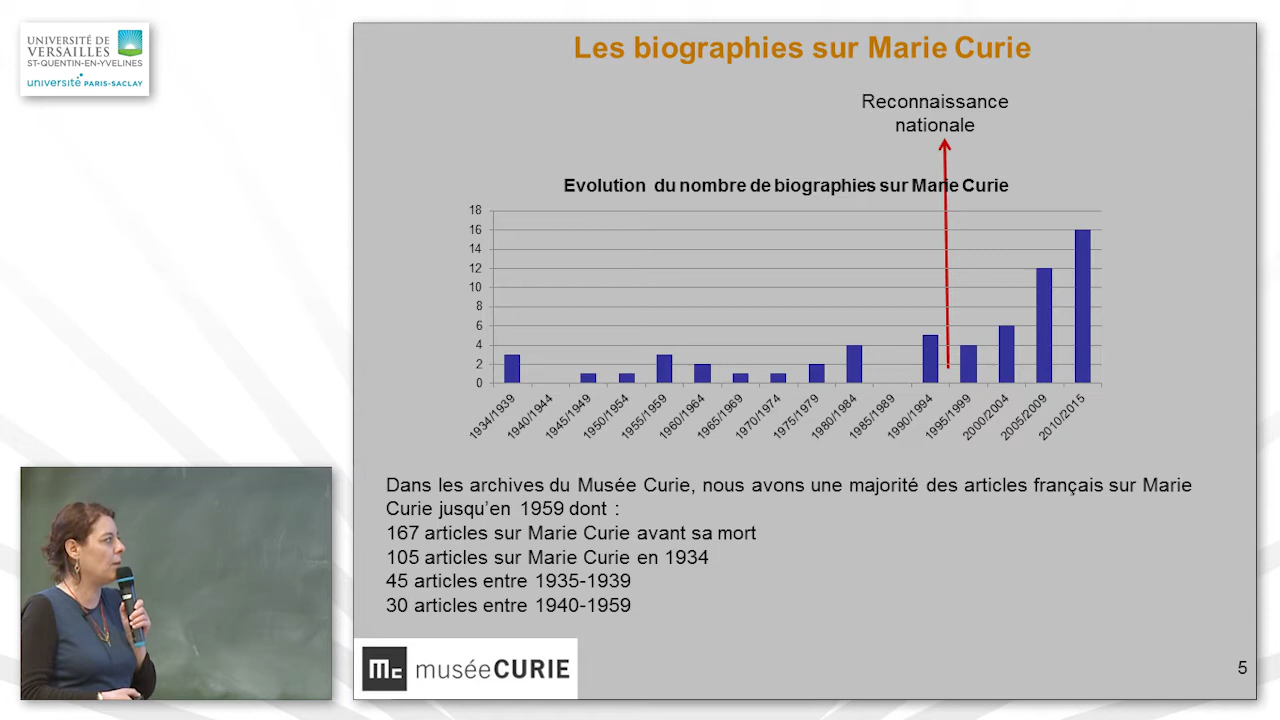 UNIVERSITÉ DE
VERSAILLES
ST-QUENTIN-EN-YVELINES
université PARIS-SACLAY
Les biographies sur Marie Curie
Reconnaissance
nationale
Evolution du nombre de biographies sur Marie Curie
18
16
14
12
10
8
6
4
2
0
1934/1939
1940/1944
1945/1949
1950/1954
1955/1959
1960/1964
1965/1969
1970/1974
1975/1979
1980/1984
1985/1989
1990/1994
1995/1999
2000/2004
2005/2009
2010/2015
Dans les archives du Musée Curie, nous avons une majorité des articles français sur Marie
Curie jusqu'en 1959 dont :
167 articles sur Marie Curie avant sa mort
105 articles sur Marie Curie en 1934
45 articles entre 1935-1939
30 articles entre 1940-1959
Mc muséeCURIE
5